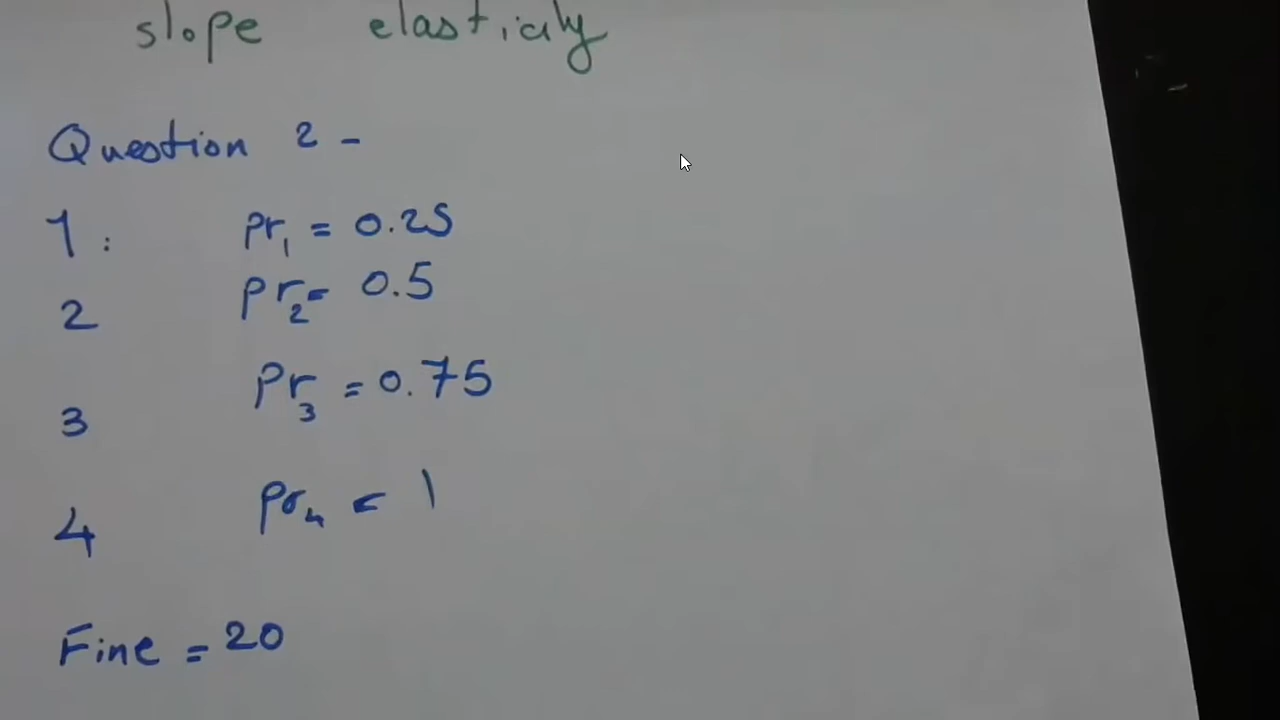 slope elasticity
Question 2 -
1 : Pr1 = 0.25
2 Pr2= 0.5
3 Pr3 = 0.75
4 Pr4 = 1
Fine = 20